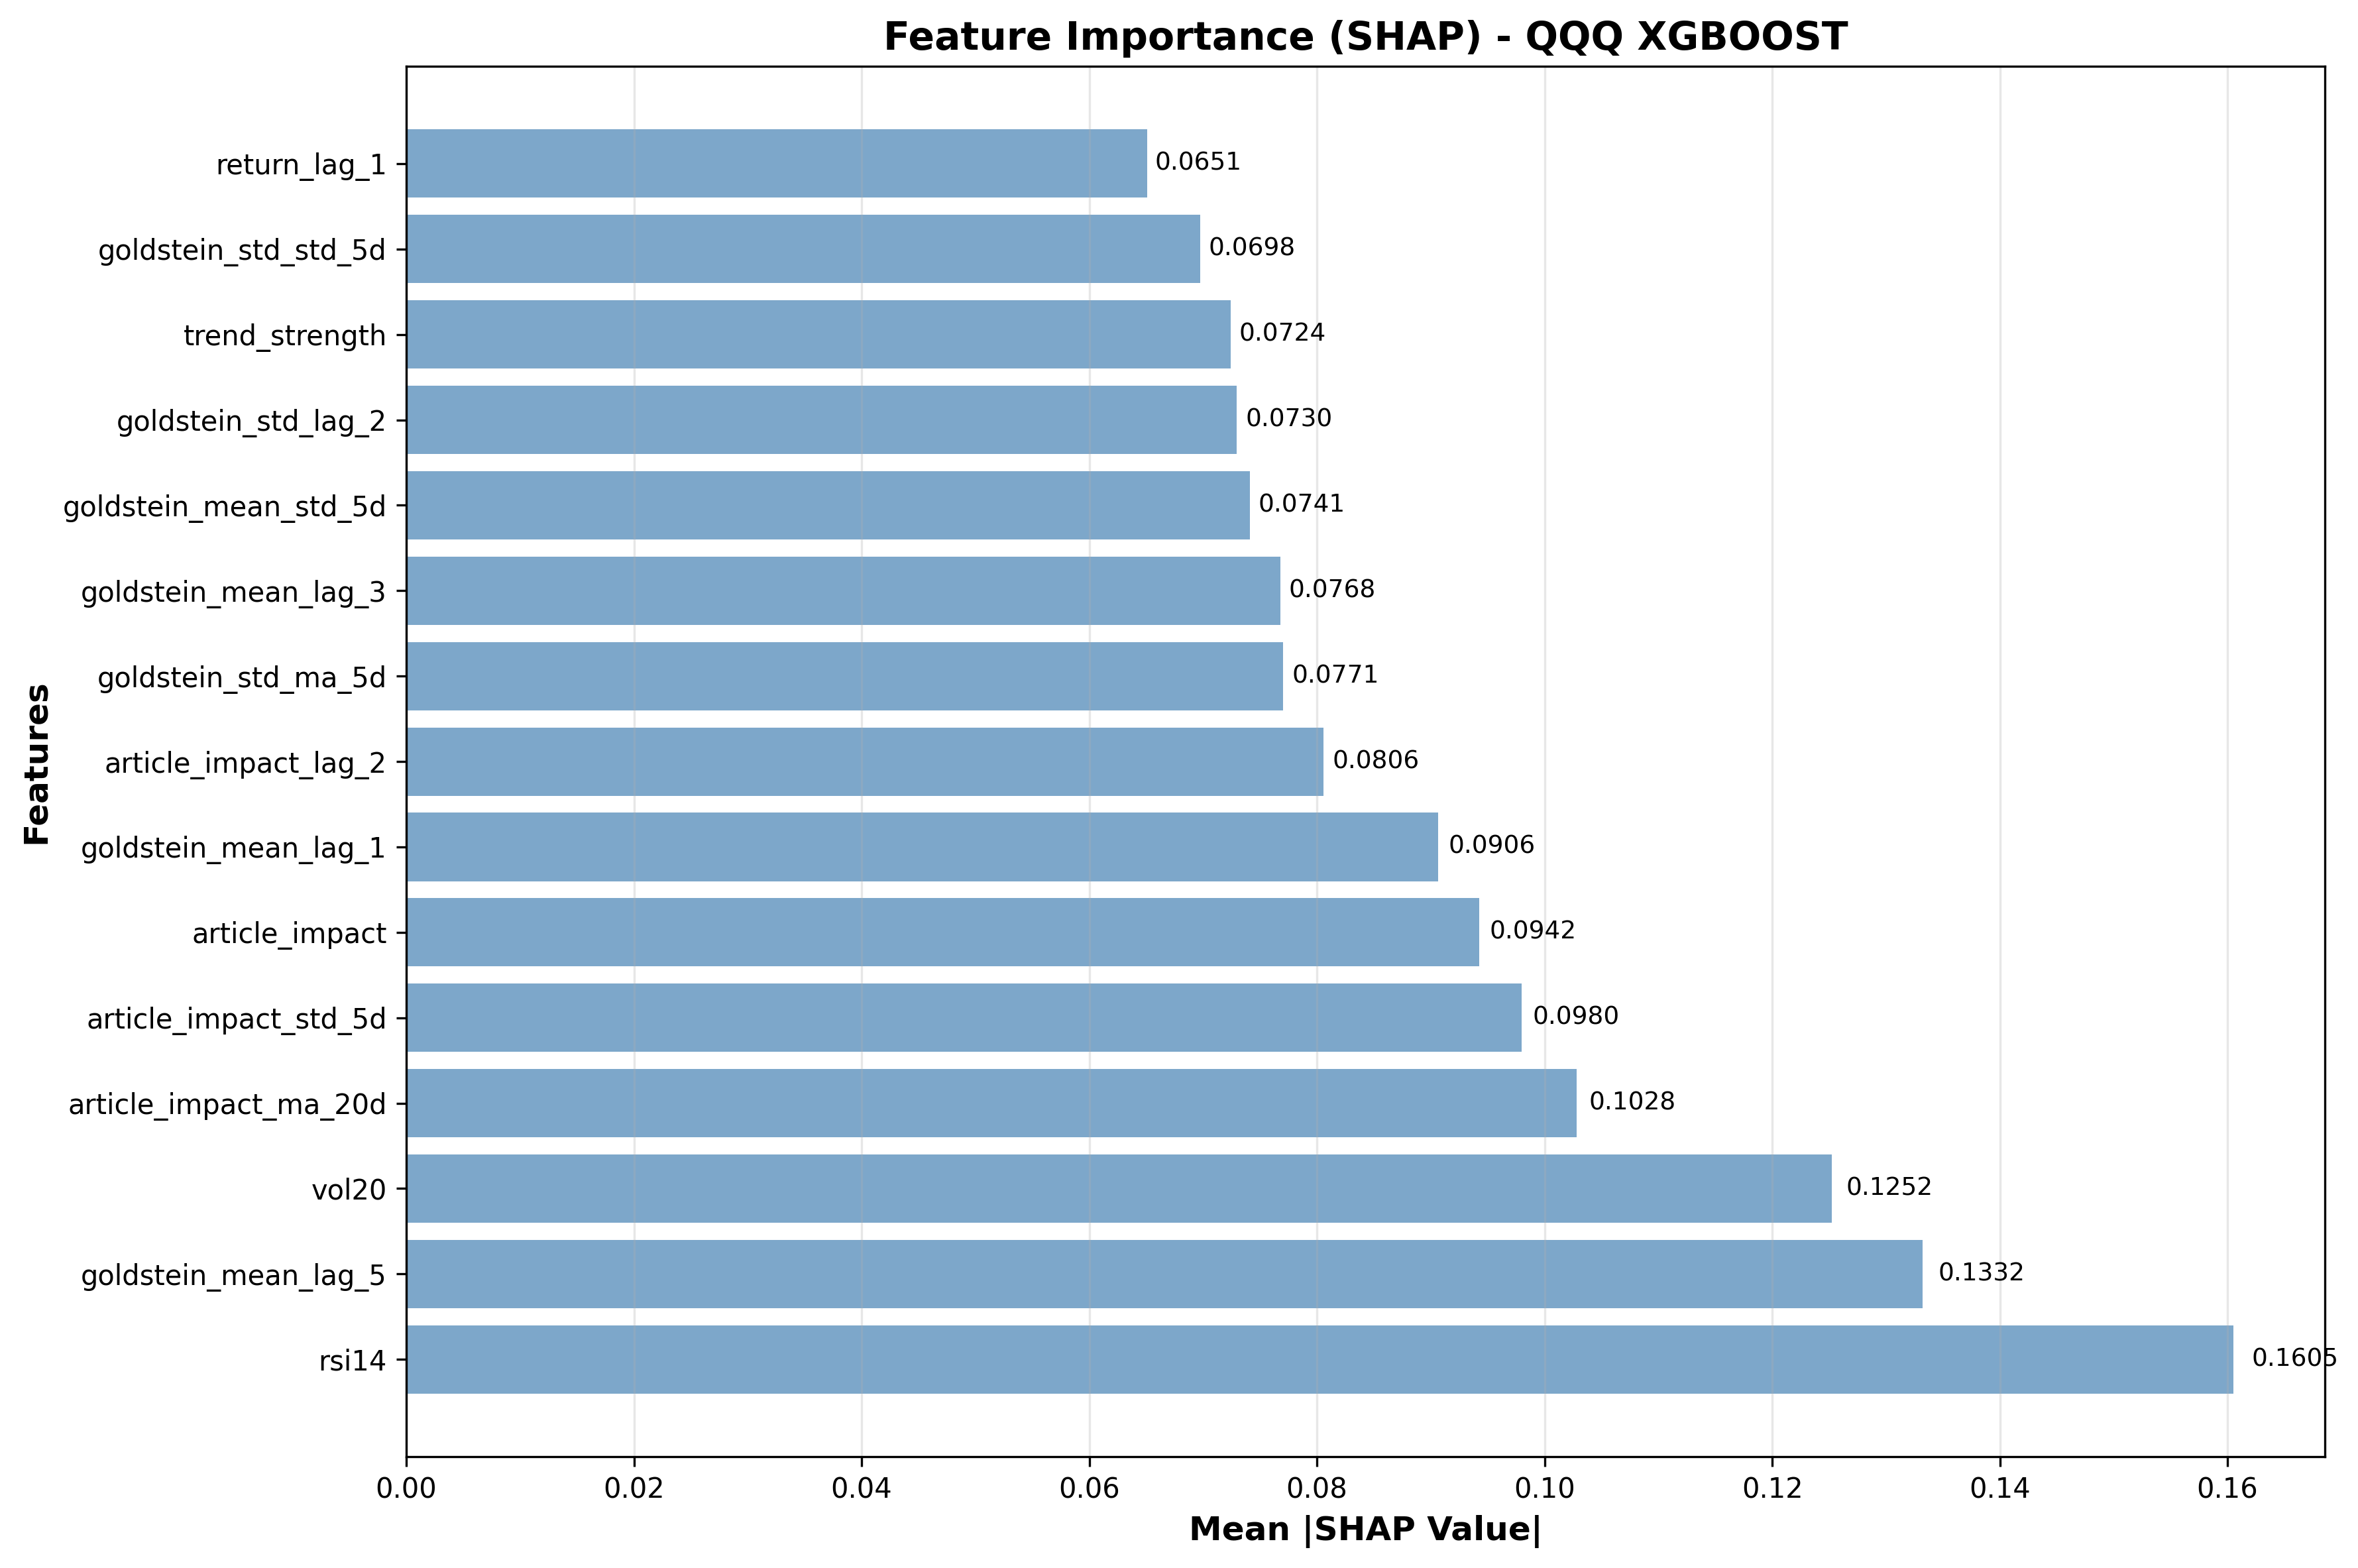 Feature Importance (SHAP) - QQQ XGBOOST
Features
return_lag_1 0.0651
goldstein_std_std_5d 0.0698
trend_strength 0.0724
goldstein_std_lag_2 0.0730
goldstein_mean_std_5d 0.0741
goldstein_mean_lag_3 0.0768
goldstein_std_ma_5d 0.0771
article_impact_lag_2 0.0806
goldstein_mean_lag_1 0.0906
article_impact 0.0942
article_impact_std_5d 0.0980
article_impact_ma_20d 0.1028
vol20 0.1252
goldstein_mean_lag_5 0.1332
rsi14 0.1605
0.00 0.02 0.04 0.06 0.08 0.10 0.12 0.14 0.16
Mean |SHAP Value|